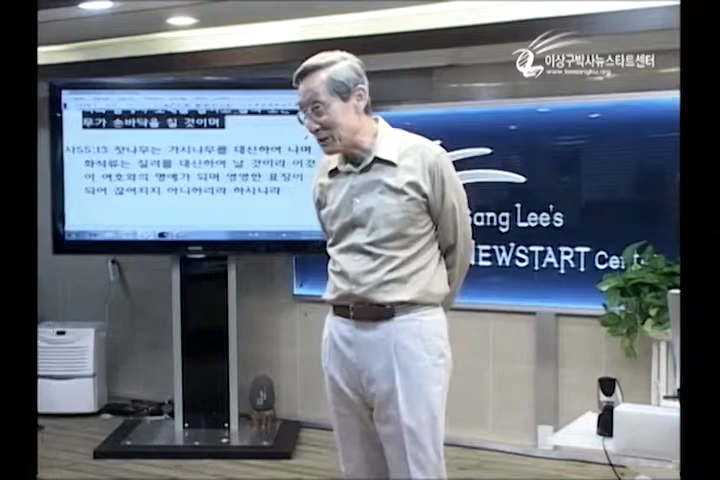 이상구박사뉴스타트센터
www.leesangku.org
무가 손바닥을 칠 것이며
사55:13 잣나무는 가시나무를 대신하여 나며
화석류는 질려를 대신하여 날 것이라 이것
이 여호와의 명예가 되며 영영한 표징이
되어 끊어지지 아니하리라 하시니라
Sang Lee's
NEWSTART Center